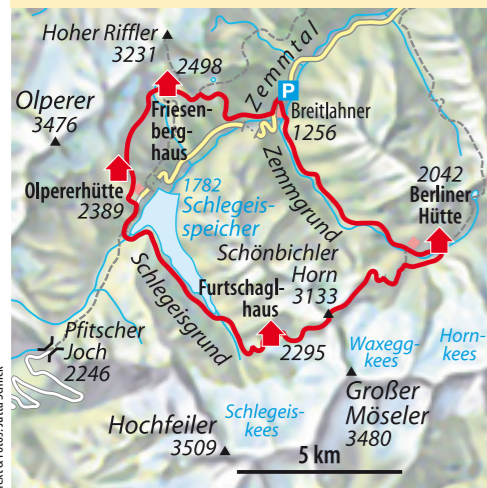 Hoher Riffler
3231
2498
Zemmtal
P
Breitlahner
1256
Olperer
3476
Friesen-
berg-
haus
Zemmgrund
2042
Berliner
Hütte
Olpererhütte
2389
1782
Schlegeis-
speicher
Schönbichler
Horn
3133
Schlegeisgrund
Furtschagl-
haus
2295
Pfitscher
Joch
2246
Waxegg-
kees
Horn-
kees
Großer
Möseler
3480
Schlegeis-
kees
Hochfeiler
3509
5 km